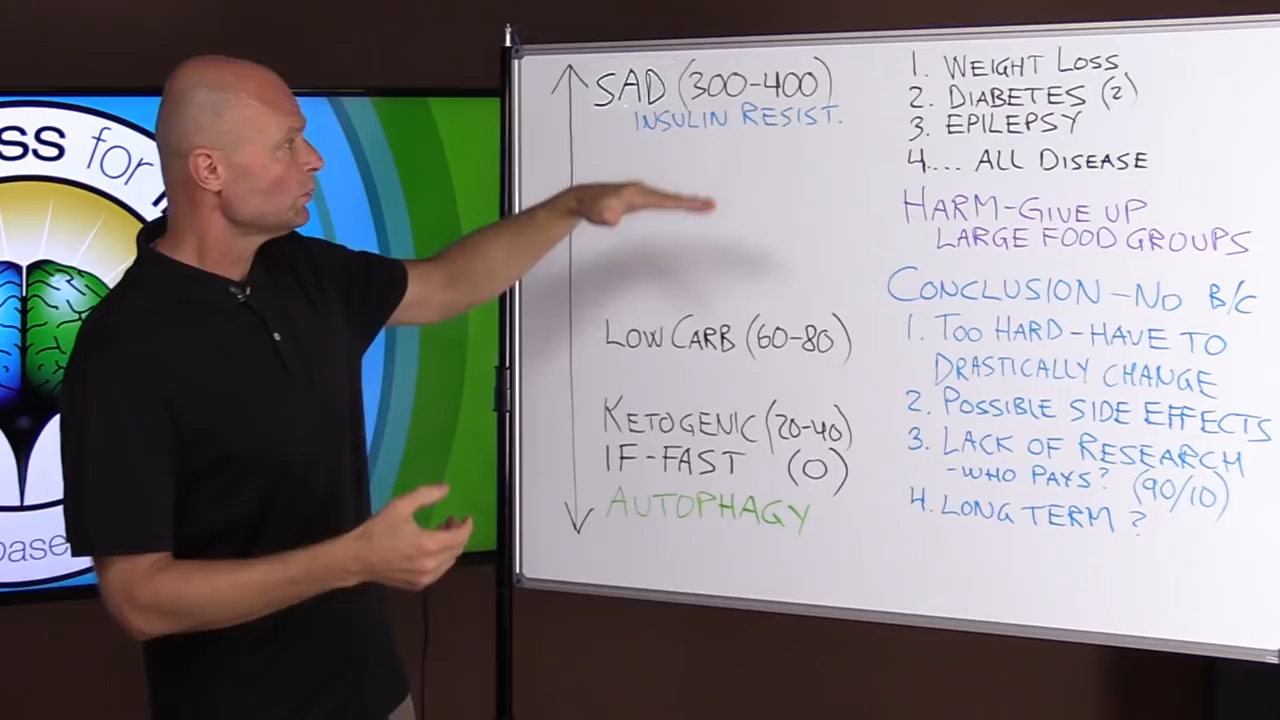 ss for
base
SAD (300-400)
INSULIN RESIST.
LOW CARB (60-80)
KETOGENIC (20-40)
IF-FAST (0)
AUTOPHAGY
1. WEIGHT LOSS
2. DIABETES (2)
3. EPILEPSY
4.... ALL DISEASE
HARM-GIVE UP
LARGE FOOD GROUPS
CONCLUSION-NO B/C
1. TOO HARD-HAVE TO
DRASTICALLY CHANGE
2. POSSIBLE SIDE EFFECTS
3. LACK OF RESEARCH
-WHO PAYS? (90/10)
4. LONG TERM?